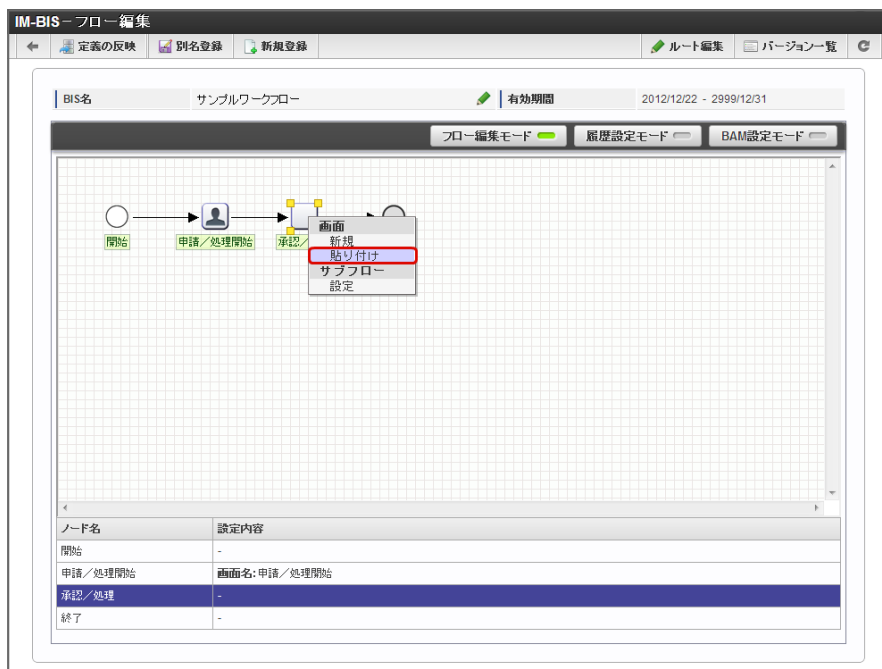 IM-BIS－フロー編集
定義の反映 別名登録 新規登録 ルート編集 バージョン一覧
BIS名 サンプルワークフロー 有効期間 2012/12/22 - 2999/12/31
フロー編集モード 履歴設定モード BAM設定モード
開始 申請／処理開始 承認／
画面
新規
貼り付け
サブフロー
設定
ノード名 設定内容
開始 -
申請／処理開始 画面名:申請／処理開始
承認／処理 -
終了 -